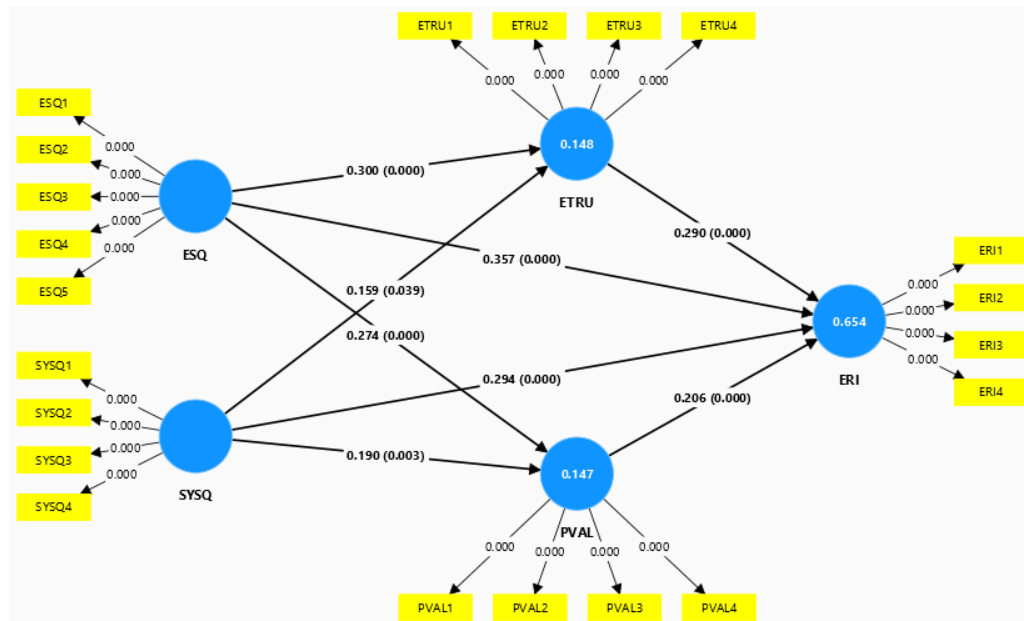 ETRU1 ETRU2 ETRU3 ETRU4
0.000 0.000 0.000 0.000
ESQ1
ESQ2
ESQ3
ESQ4
ESQ5
0.000
0.000
0.000
0.000
0.000
ESQ
0.148
ETRU
0.300 (0.000)
0.290 (0.000)
0.357 (0.000)
0.159 (0.039)
0.274 (0.000)
0.294 (0.000)
0.206 (0.000)
0.190 (0.003)
0.654
ERI
0.000
0.000
0.000
0.000
ERI1
ERI2
ERI3
ERI4
SYSQ1
SYSQ2
SYSQ3
SYSQ4
0.000
0.000
0.000
0.000
SYSQ
0.147
PVAL
0.000 0.000 0.000 0.000
PVAL1 PVAL2 PVAL3 PVAL4